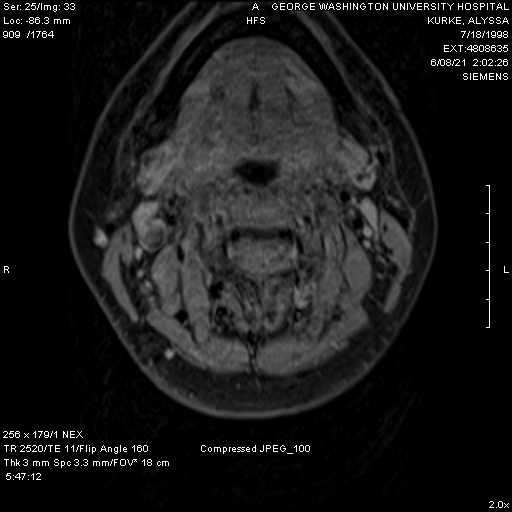 Ser: 25/Img: 33
Loc: -86.3 mm
909 /1764
A
HFS
GEORGE WASHINGTON UNIVERSITY HOSPITAL
KURKE, ALYSSA
7/18/1998
EXT:4808635
6/08/21 2:02:26
SIEMENS
R
L
256 x 179/1 NEX
TR 2520/TE 11/Flip Angle 160
Thk 3 mm Spc 3.3 mm/FOV* 18 cm
5:47:12
Compressed JPEG_100
2.0x